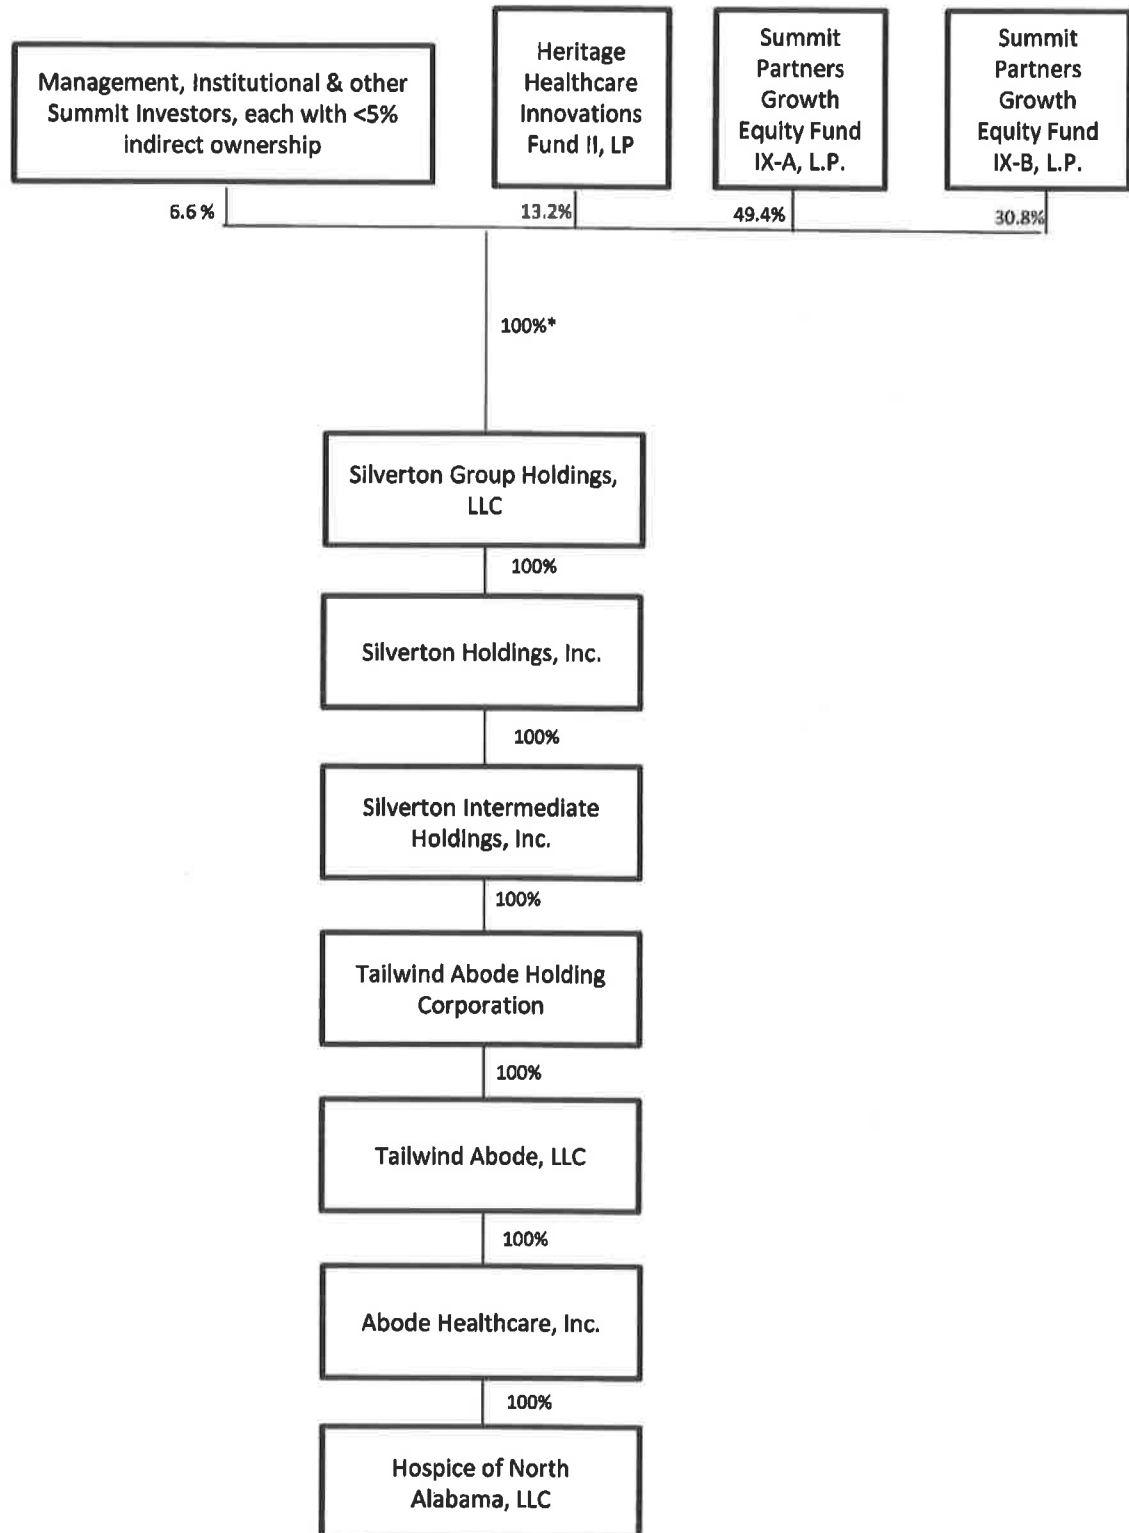 Management, Institutional & other
Summit Investors, each with <5%
indirect ownership
Heritage
Healthcare
Innovations
Fund II, LP
Summit
Partners
Growth
Equity Fund
IX-A, L.P.
Summit
Partners
Growth
Equity Fund
IX-B, L.P.
6.6%
13.2%
49.4%
30.8%
100%*
Silverton Group Holdings,
LLC
100%
Silverton Holdings, Inc.
100%
Silverton Intermediate
Holdings, Inc.
100%
Tailwind Abode Holding
Corporation
100%
Tailwind Abode, LLC
100%
Abode Healthcare, Inc.
100%
Hospice of North
Alabama, LLC